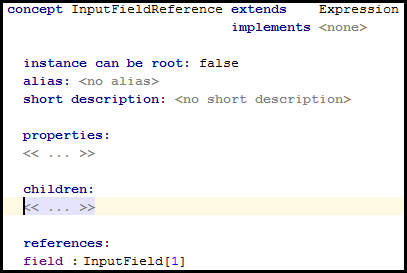 concept InputFieldReference extends Expression
implements <none>
instance can be root: false
alias: <no alias>
short description: <no short description>
properties:
<< ... >>
children:
<< ... >>
references:
field : InputField[1]